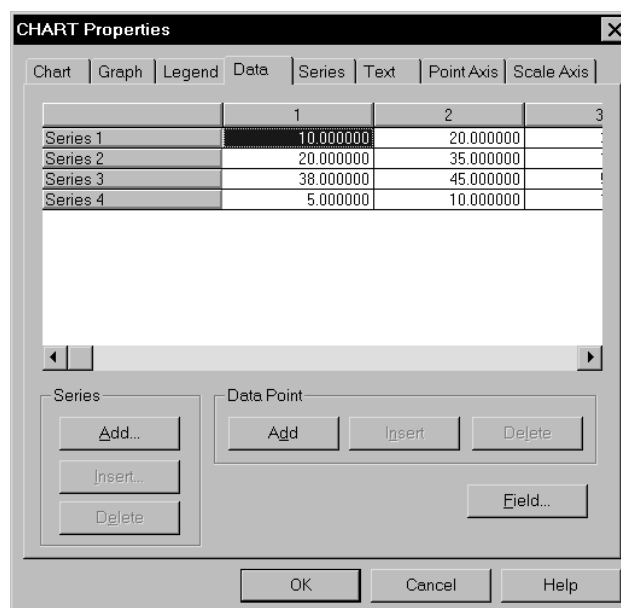 CHART Properties
Chart Graph Legend Data Series Text Point Axis Scale Axis
1 2 3
Series 1 10.000000 20.000000
Series 2 20.000000 35.000000
Series 3 38.000000 45.000000
Series 4 5.000000 10.000000
Series Data Point
Add... Add Insert Delete
Insert...
Delete
Field...
OK Cancel Help